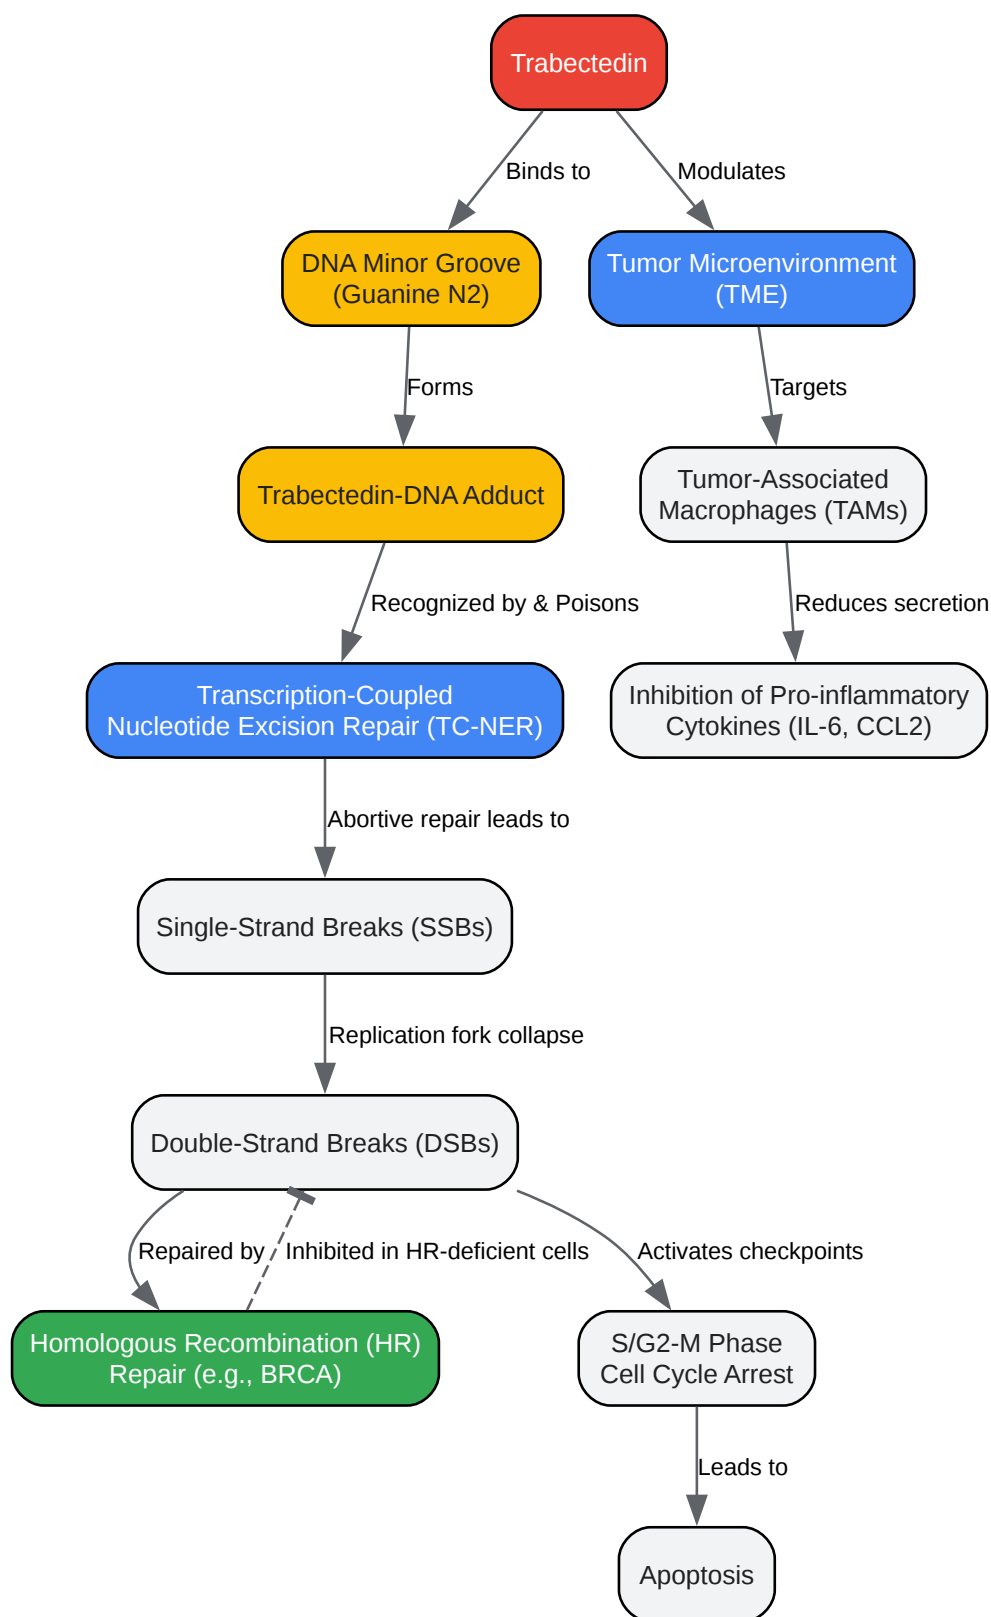 Trabectedin
Binds to
Modulates
DNA Minor Groove
(Guanine N2)
Tumor Microenvironment
(TME)
Forms
Targets
Trabectedin-DNA Adduct
Tumor-Associated
Macrophages (TAMs)
Recognized by & Poisons
Reduces secretion
Transcription-Coupled
Nucleotide Excision Repair (TC-NER)
Inhibition of Pro-inflammatory
Cytokines (IL-6, CCL2)
Abortive repair leads to
Single-Strand Breaks (SSBs)
Replication fork collapse
Double-Strand Breaks (DSBs)
Repaired by
Inhibited in HR-deficient cells
Activates checkpoints
Homologous Recombination (HR)
Repair (e.g., BRCA)
S/G2-M Phase
Cell Cycle Arrest
Leads to
Apoptosis